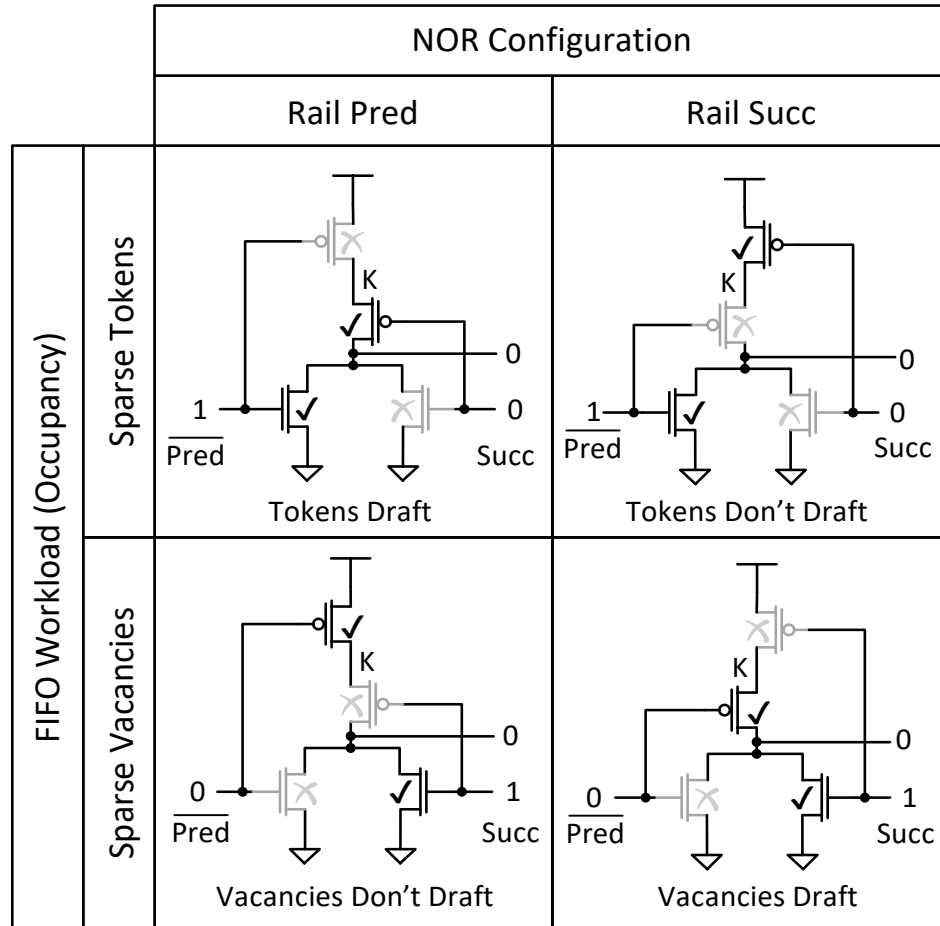 NOR Configuration
Rail Pred
Rail Succ
FIFO Workload (Occupancy)
Sparse Tokens
K
0
1
0
Pred
Succ
Tokens Draft
K
0
1
0
Pred
Succ
Tokens Don't Draft
Sparse Vacancies
K
0
0
1
Pred
Succ
Vacancies Don't Draft
K
0
0
1
Pred
Succ
Vacancies Draft